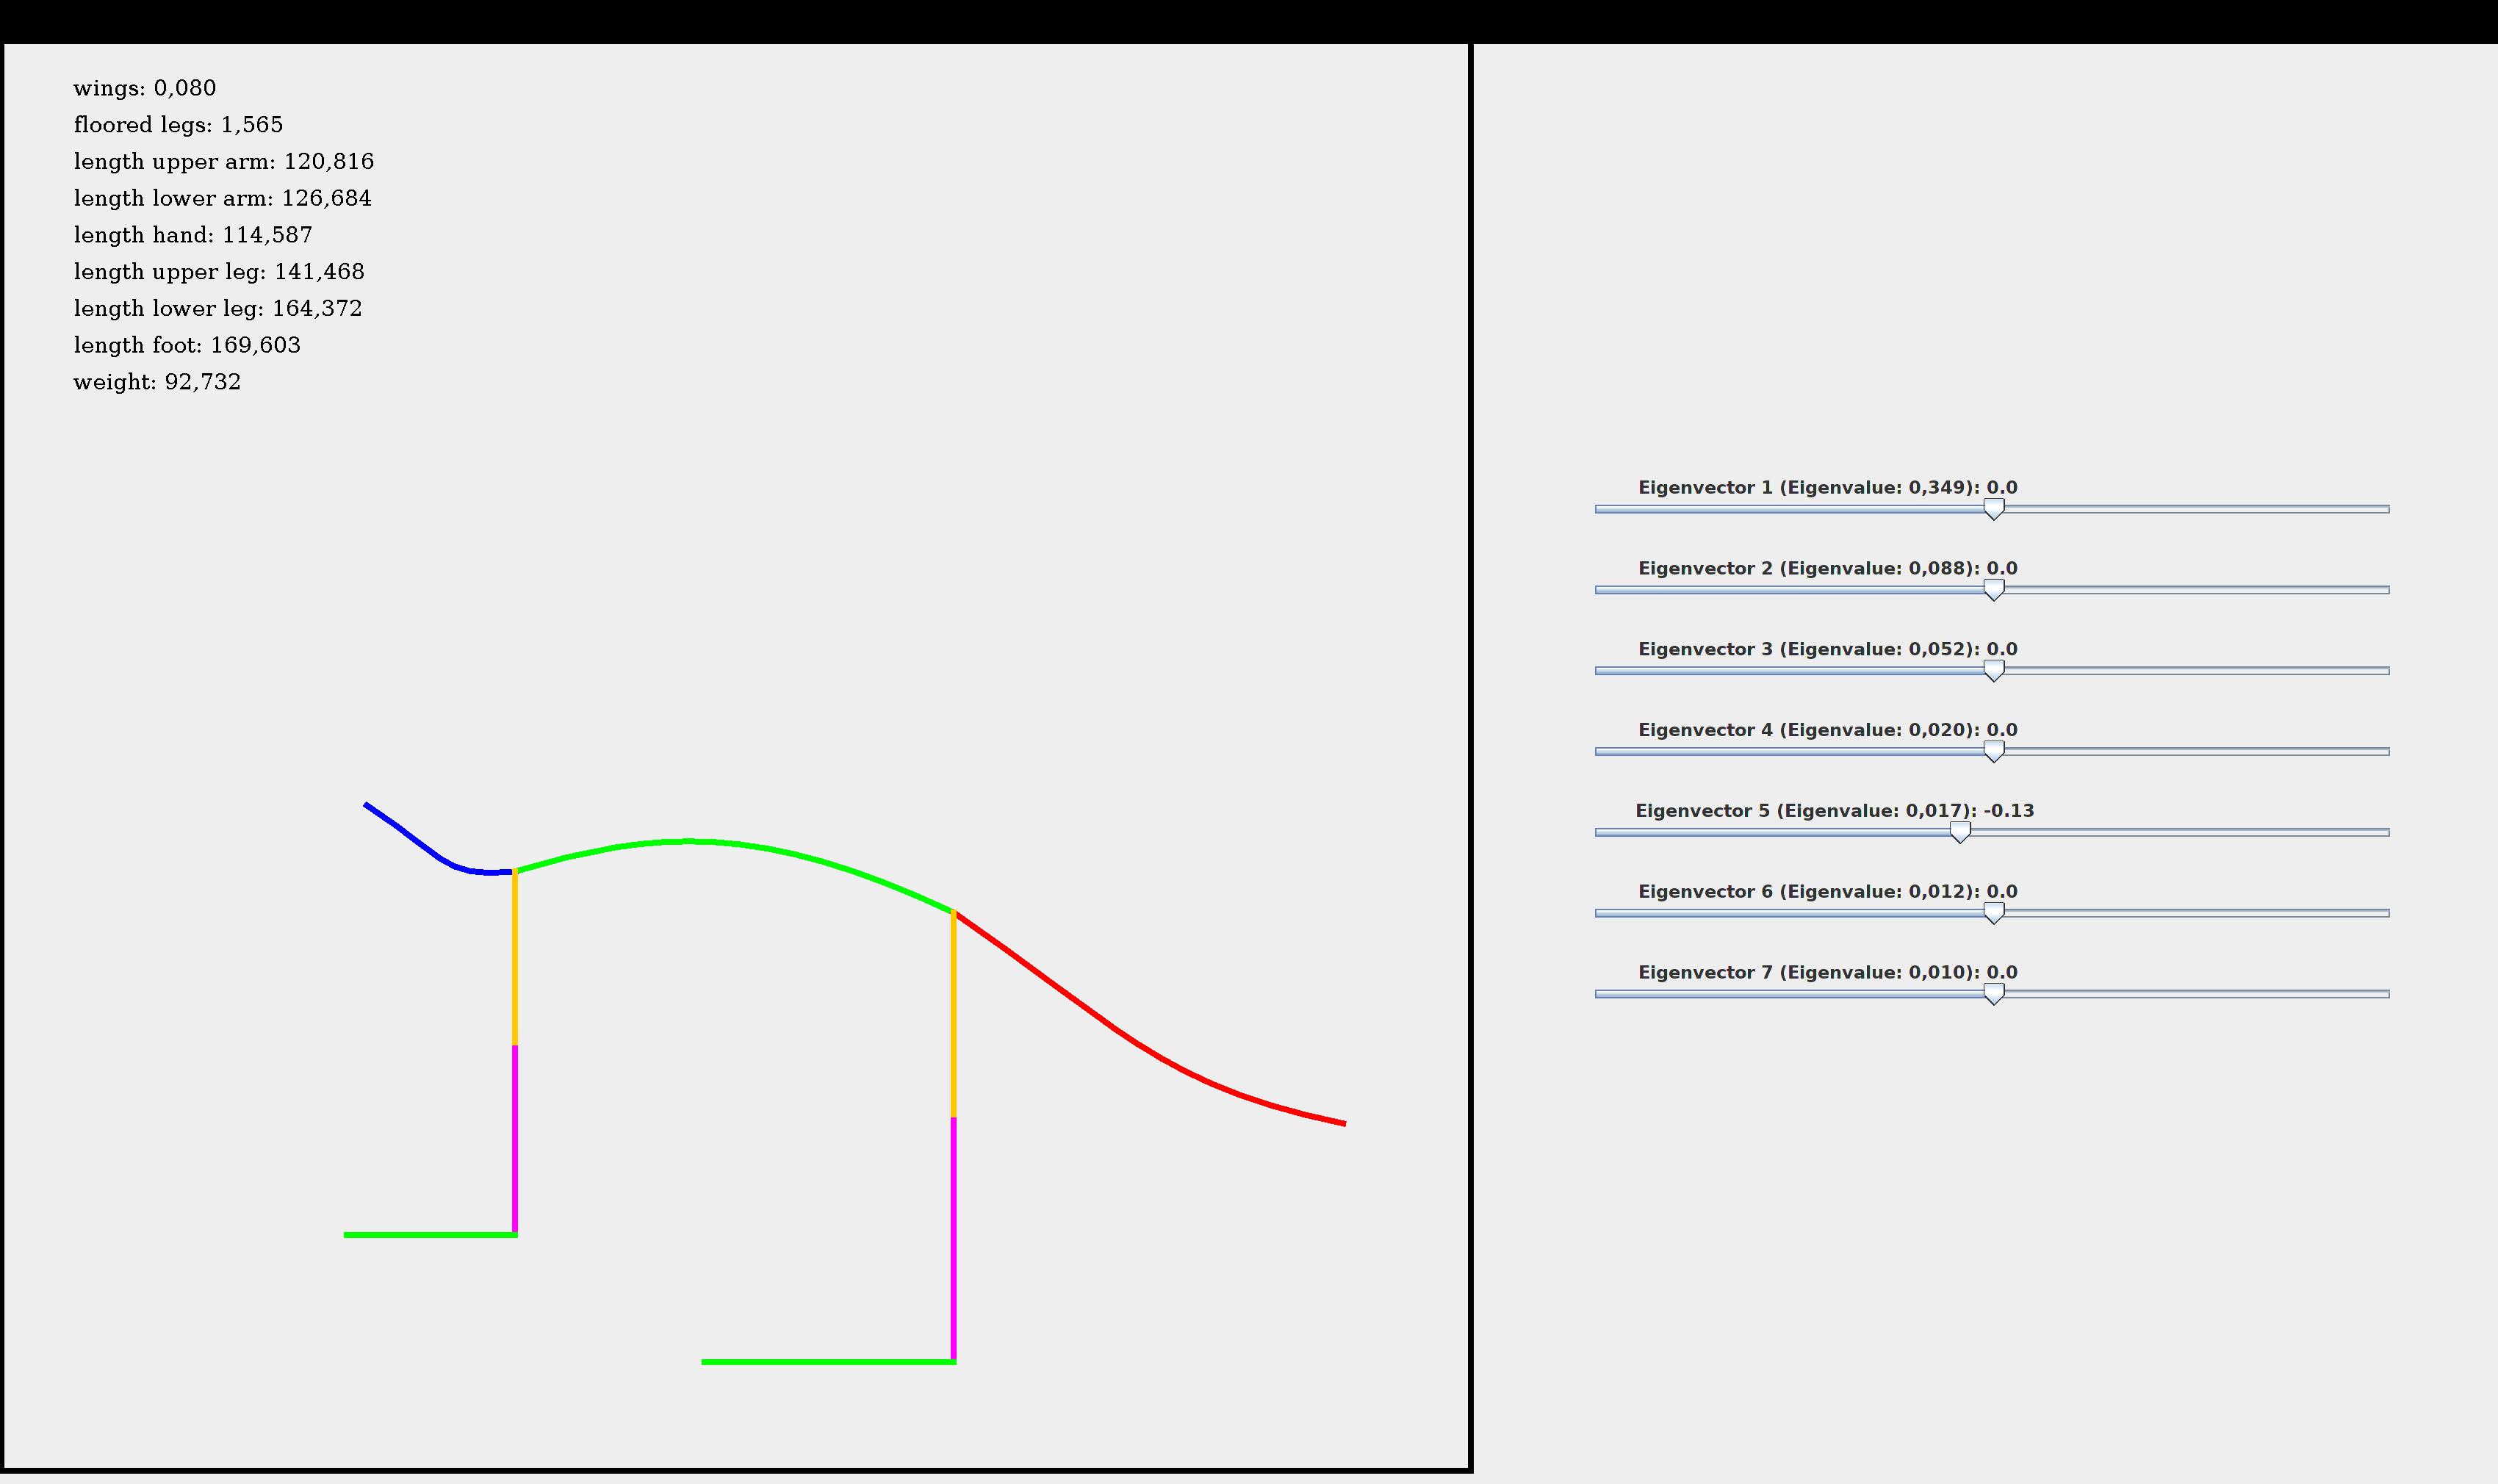 wings: 0,080
floored legs: 1,565
length upper arm: 120,816
length lower arm: 126,684
length hand: 114,587
length upper leg: 141,468
length lower leg: 164,372
length foot: 169,603
weight: 92,732
Eigenvector 1 (Eigenvalue: 0,349): 0.0
Eigenvector 2 (Eigenvalue: 0,088): 0.0
Eigenvector 3 (Eigenvalue: 0,052): 0.0
Eigenvector 4 (Eigenvalue: 0,020): 0.0
Eigenvector 5 (Eigenvalue: 0,017): -0.13
Eigenvector 6 (Eigenvalue: 0,012): 0.0
Eigenvector 7 (Eigenvalue: 0,010): 0.0